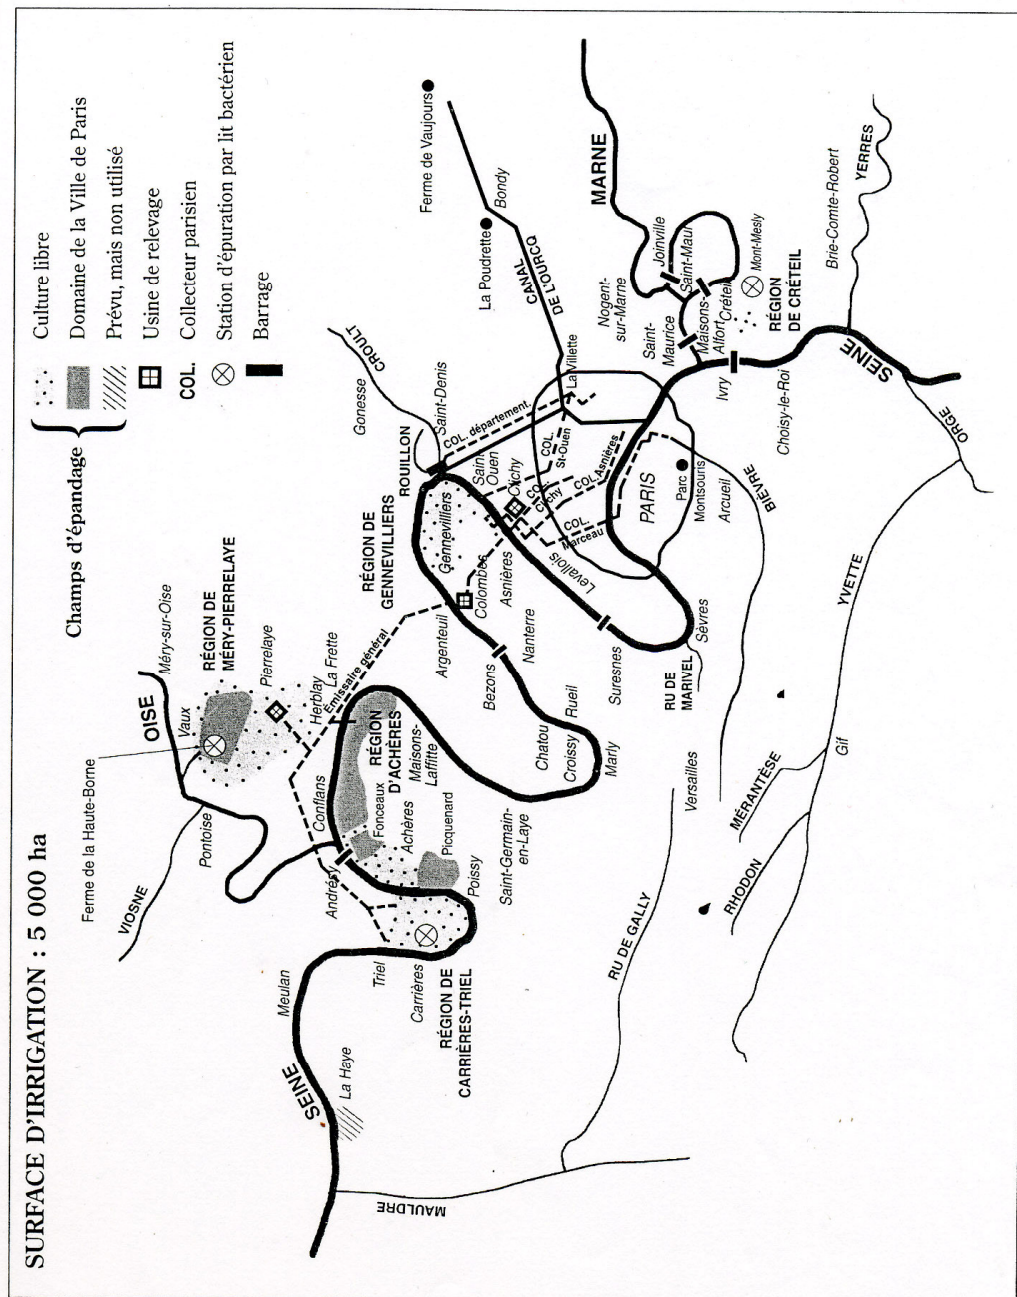 SURFACE D'IRRIGATION : 5 000 ha
Champs d'épandage
Culture libre
Domaine de la Ville de Paris
Prévu, mais non utilisé
Usine de relevage
COL.
Collecteur parisien
Station d'épuration par lit bactérien
Barrage
Ferme de la Haute-Borne
VIOSNE
Pontoise
OISE
Vaux
Méry-sur-Oise
RÉGION DE
MÉRY-PIERRELAYE
Pierrelaye
Herblay
La Frette
Émissaire général
Conflans
Andrésy
Fonceaux
RÉGION
D'ACHÈRES
Achères
Maisons-
Laffitte
Picquenard
Poissy
Saint-Germain-
en-Laye
Meulan
Triel
Carrières
RÉGION DE
CARRIÈRES-TRIEL
SEINE
La Haye
MAULDRE
RÉGION DE
GENNEVILLIERS
Gennevilliers
Argenteuil
Colombes
Asnières
Bezons
Nanterre
Chatou
Croissy
Rueil
Marly
Suresnes
Levallois
Sèvres
RU DE
MARIVEL
Versailles
ROUILLON
Gonesse
CROULT
Saint-Denis
Saint-
Ouen
Clichy
COL. département.
COL.
St-Ouen
COL.
Clichy
COL. Asnières
COL.
Marceau
La Villette
CANAL
DE L'OURCQ
La Poudrette
Bondy
Ferme de Vaujours
PARIS
Parc
Montsouris
Arcueil
BIÈVRE
MARNE
Nogent-
sur-Marne
Joinville
Saint-Maur
Saint-
Maurice
Maisons-
Alfort
Créteil
Mont-Mesly
RÉGION
DE CRÉTEIL
Ivry
Choisy-le-Roi
SEINE
Brie-Comte-Robert
YERRES
ORGE
YVETTE
Gif
MÉRANTÈSE
RHODON
RU DE GALLY